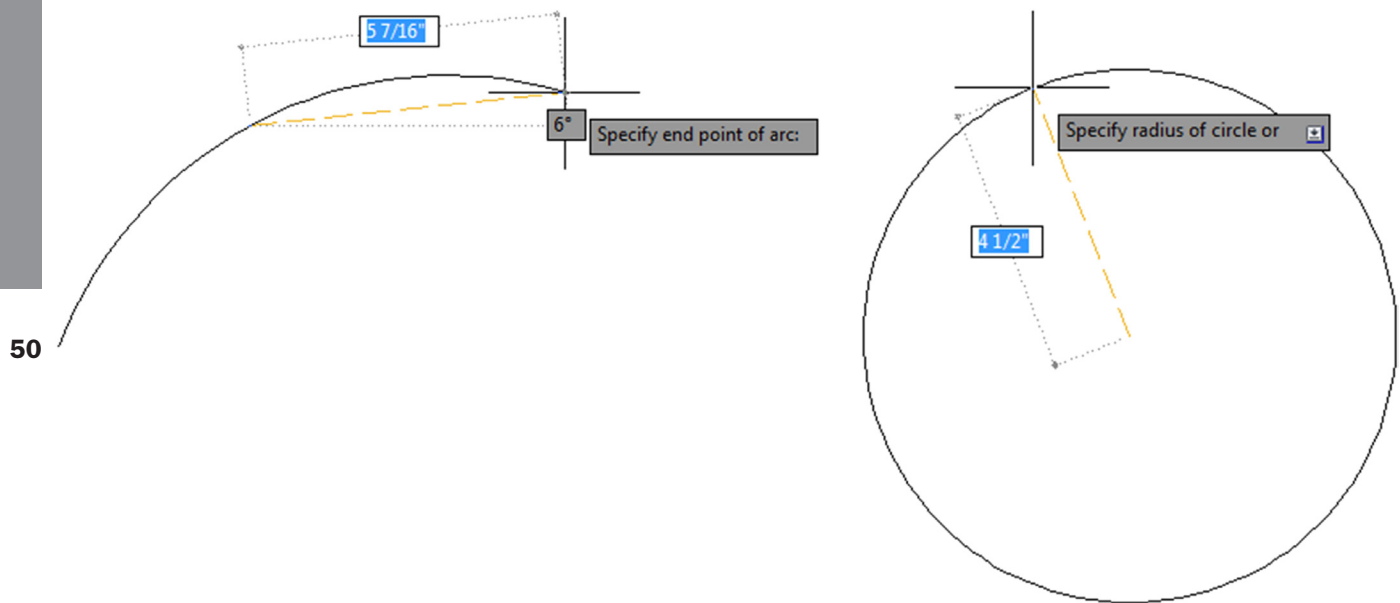 5 7/16"
6°
Specify end point of arc:
Specify radius of circle or
4 1/2"
50